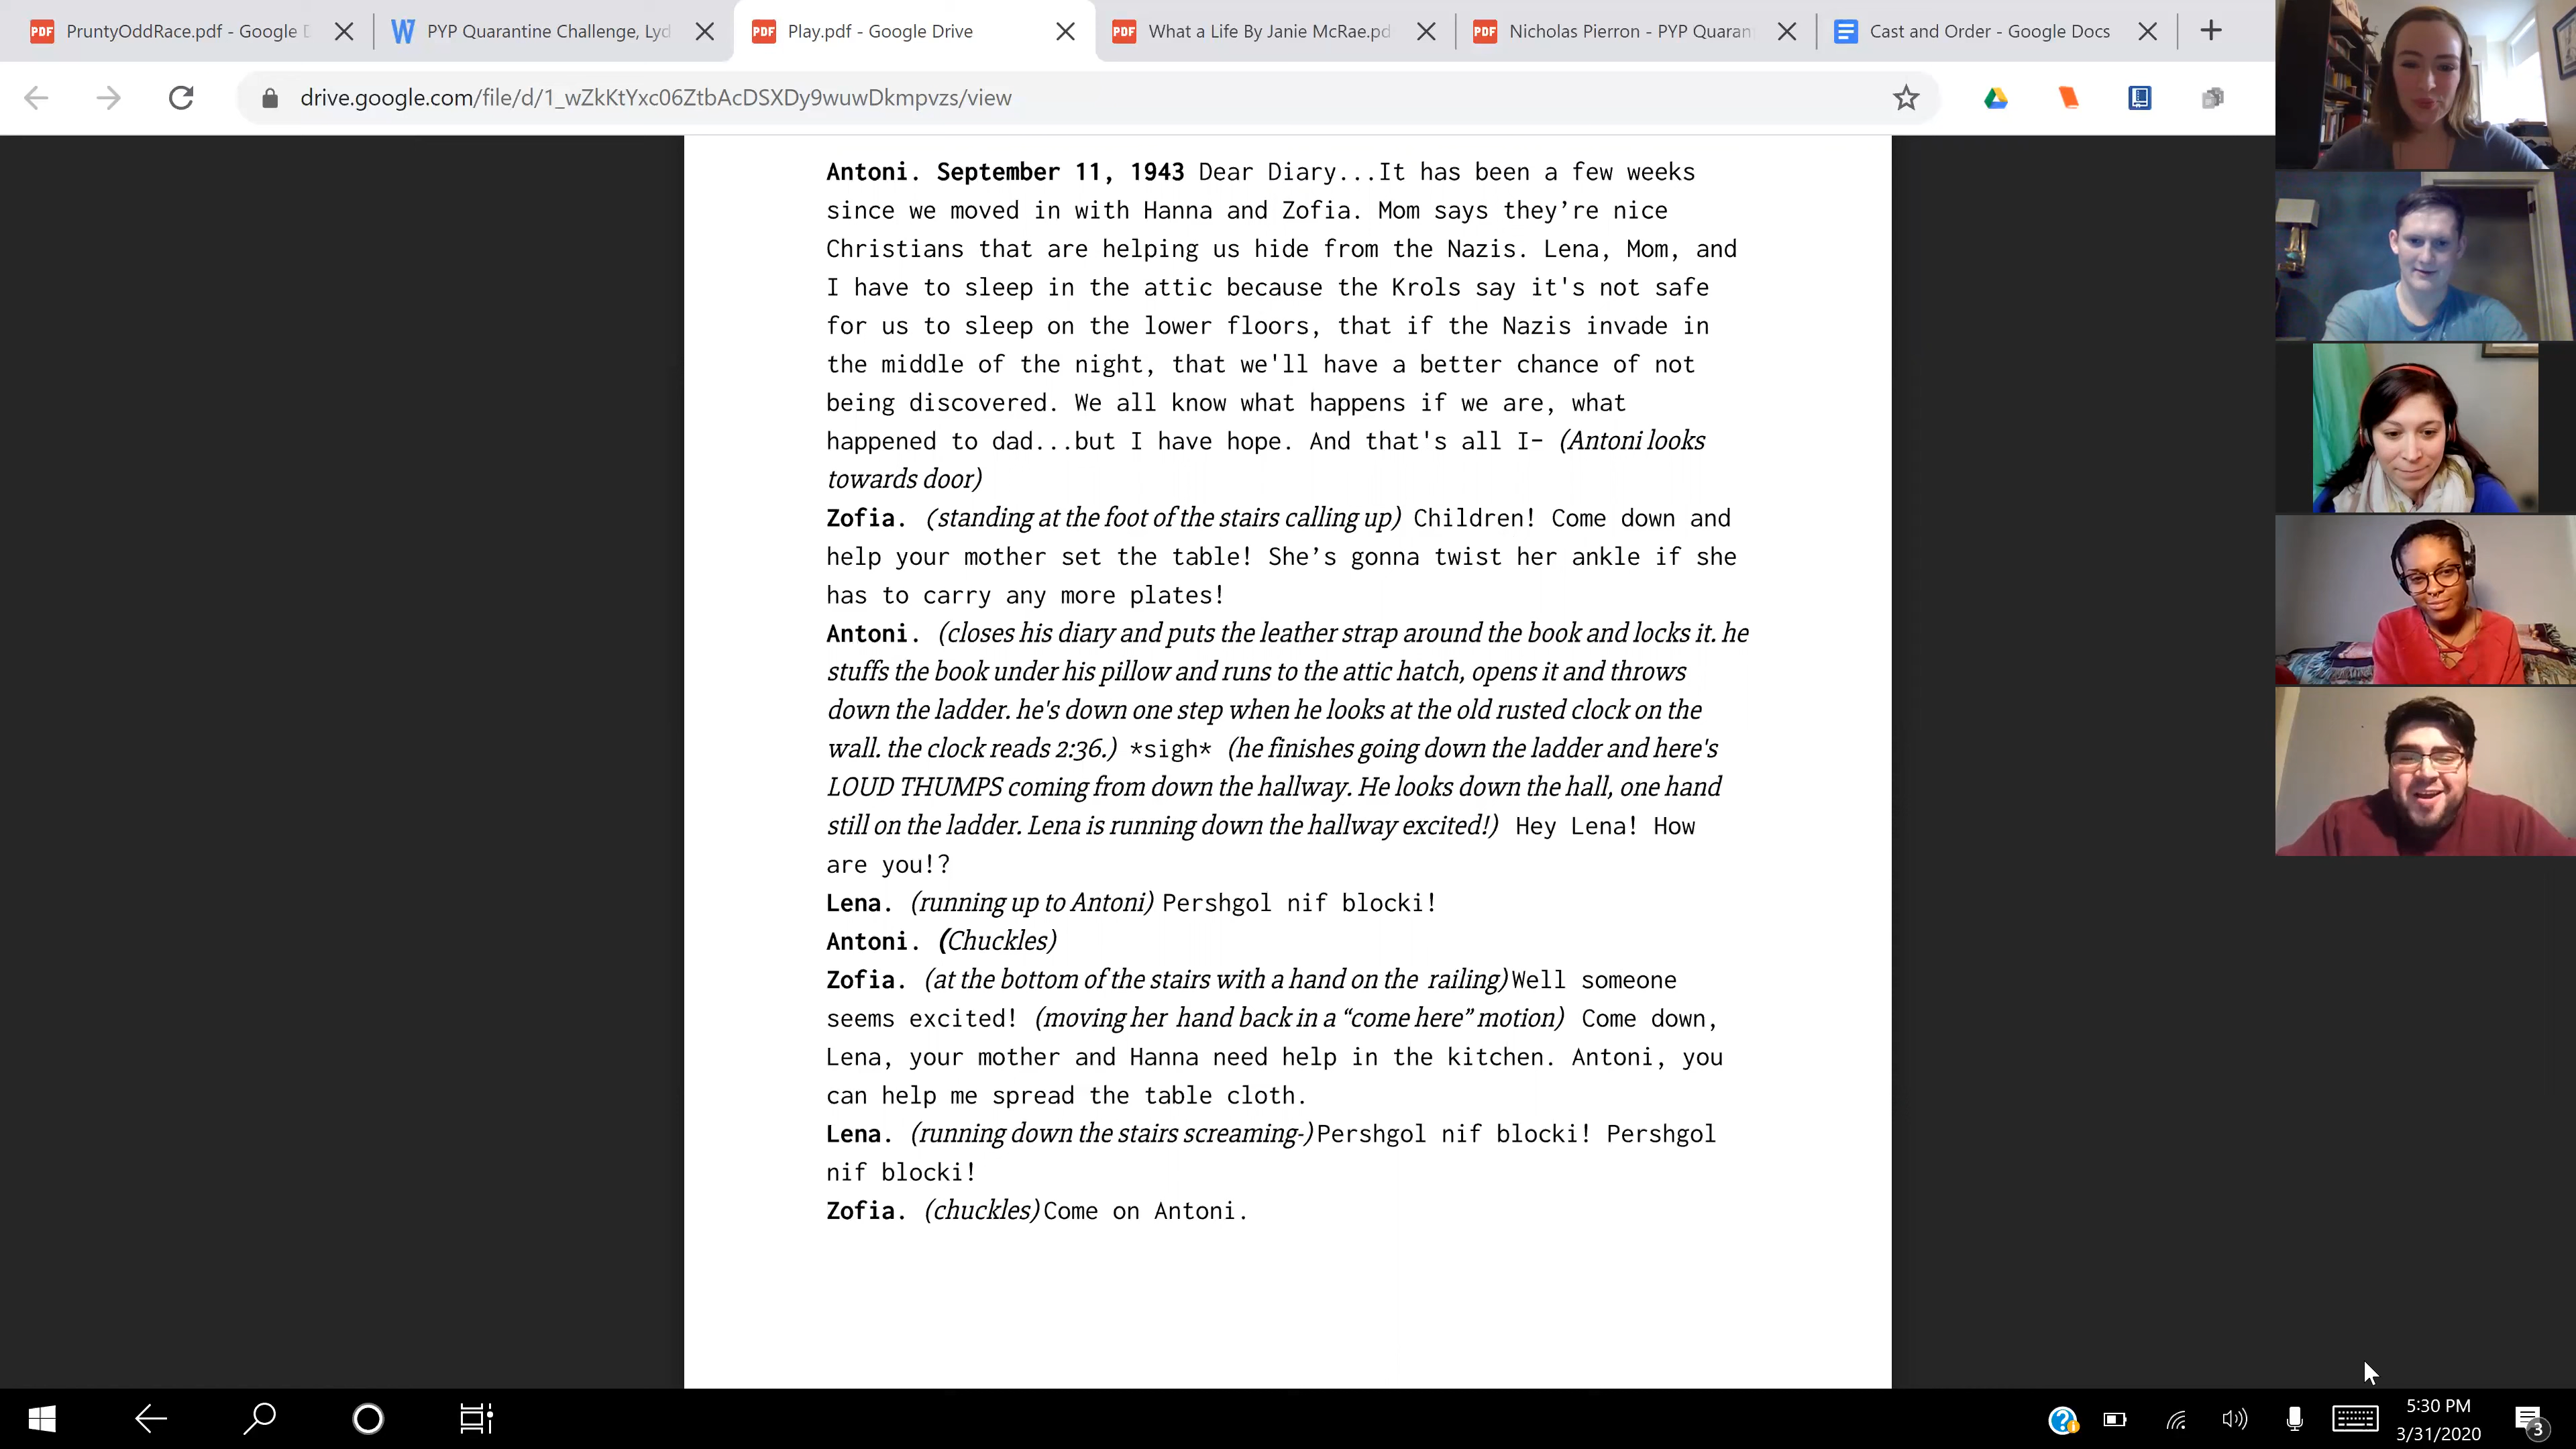 PruntyOddRace.pdf - Google D
PYP Quarantine Challenge, Lyd
Play.pdf - Google Drive
What a Life By Janie McRae.pd
Nicholas Pierron - PYP Quaran
Cast and Order - Google Docs
drive.google.com/file/d/1_wZkKtYxc06ZtbAcDSXDy9wuwDkmpvzs/view
Antoni. September 11, 1943 Dear Diary...It has been a few weeks
since we moved in with Hanna and Zofia. Mom says they’re nice
Christians that are helping us hide from the Nazis. Lena, Mom, and
I have to sleep in the attic because the Krols say it's not safe
for us to sleep on the lower floors, that if the Nazis invade in
the middle of the night, that we'll have a better chance of not
being discovered. We all know what happens if we are, what
happened to dad...but I have hope. And that's all I- (Antoni looks
towards door)
Zofia. (standing at the foot of the stairs calling up) Children! Come down and
help your mother set the table! She’s gonna twist her ankle if she
has to carry any more plates!
Antoni. (closes his diary and puts the leather strap around the book and locks it. he
stuffs the book under his pillow and runs to the attic hatch, opens it and throws
down the ladder. he's down one step when he looks at the old rusted clock on the
wall. the clock reads 2:36.) *sigh* (he finishes going down the ladder and here's
LOUD THUMPS coming from down the hallway. He looks down the hall, one hand
still on the ladder. Lena is running down the hallway excited!) Hey Lena! How
are you!?
Lena. (running up to Antoni) Pershgol nif blocki!
Antoni. (Chuckles)
Zofia. (at the bottom of the stairs with a hand on the railing) Well someone
seems excited! (moving her hand back in a “come here” motion) Come down,
Lena, your mother and Hanna need help in the kitchen. Antoni, you
can help me spread the table cloth.
Lena. (running down the stairs screaming-) Pershgol nif blocki! Pershgol
nif blocki!
Zofia. (chuckles) Come on Antoni.
5:30 PM
3/31/2020
3